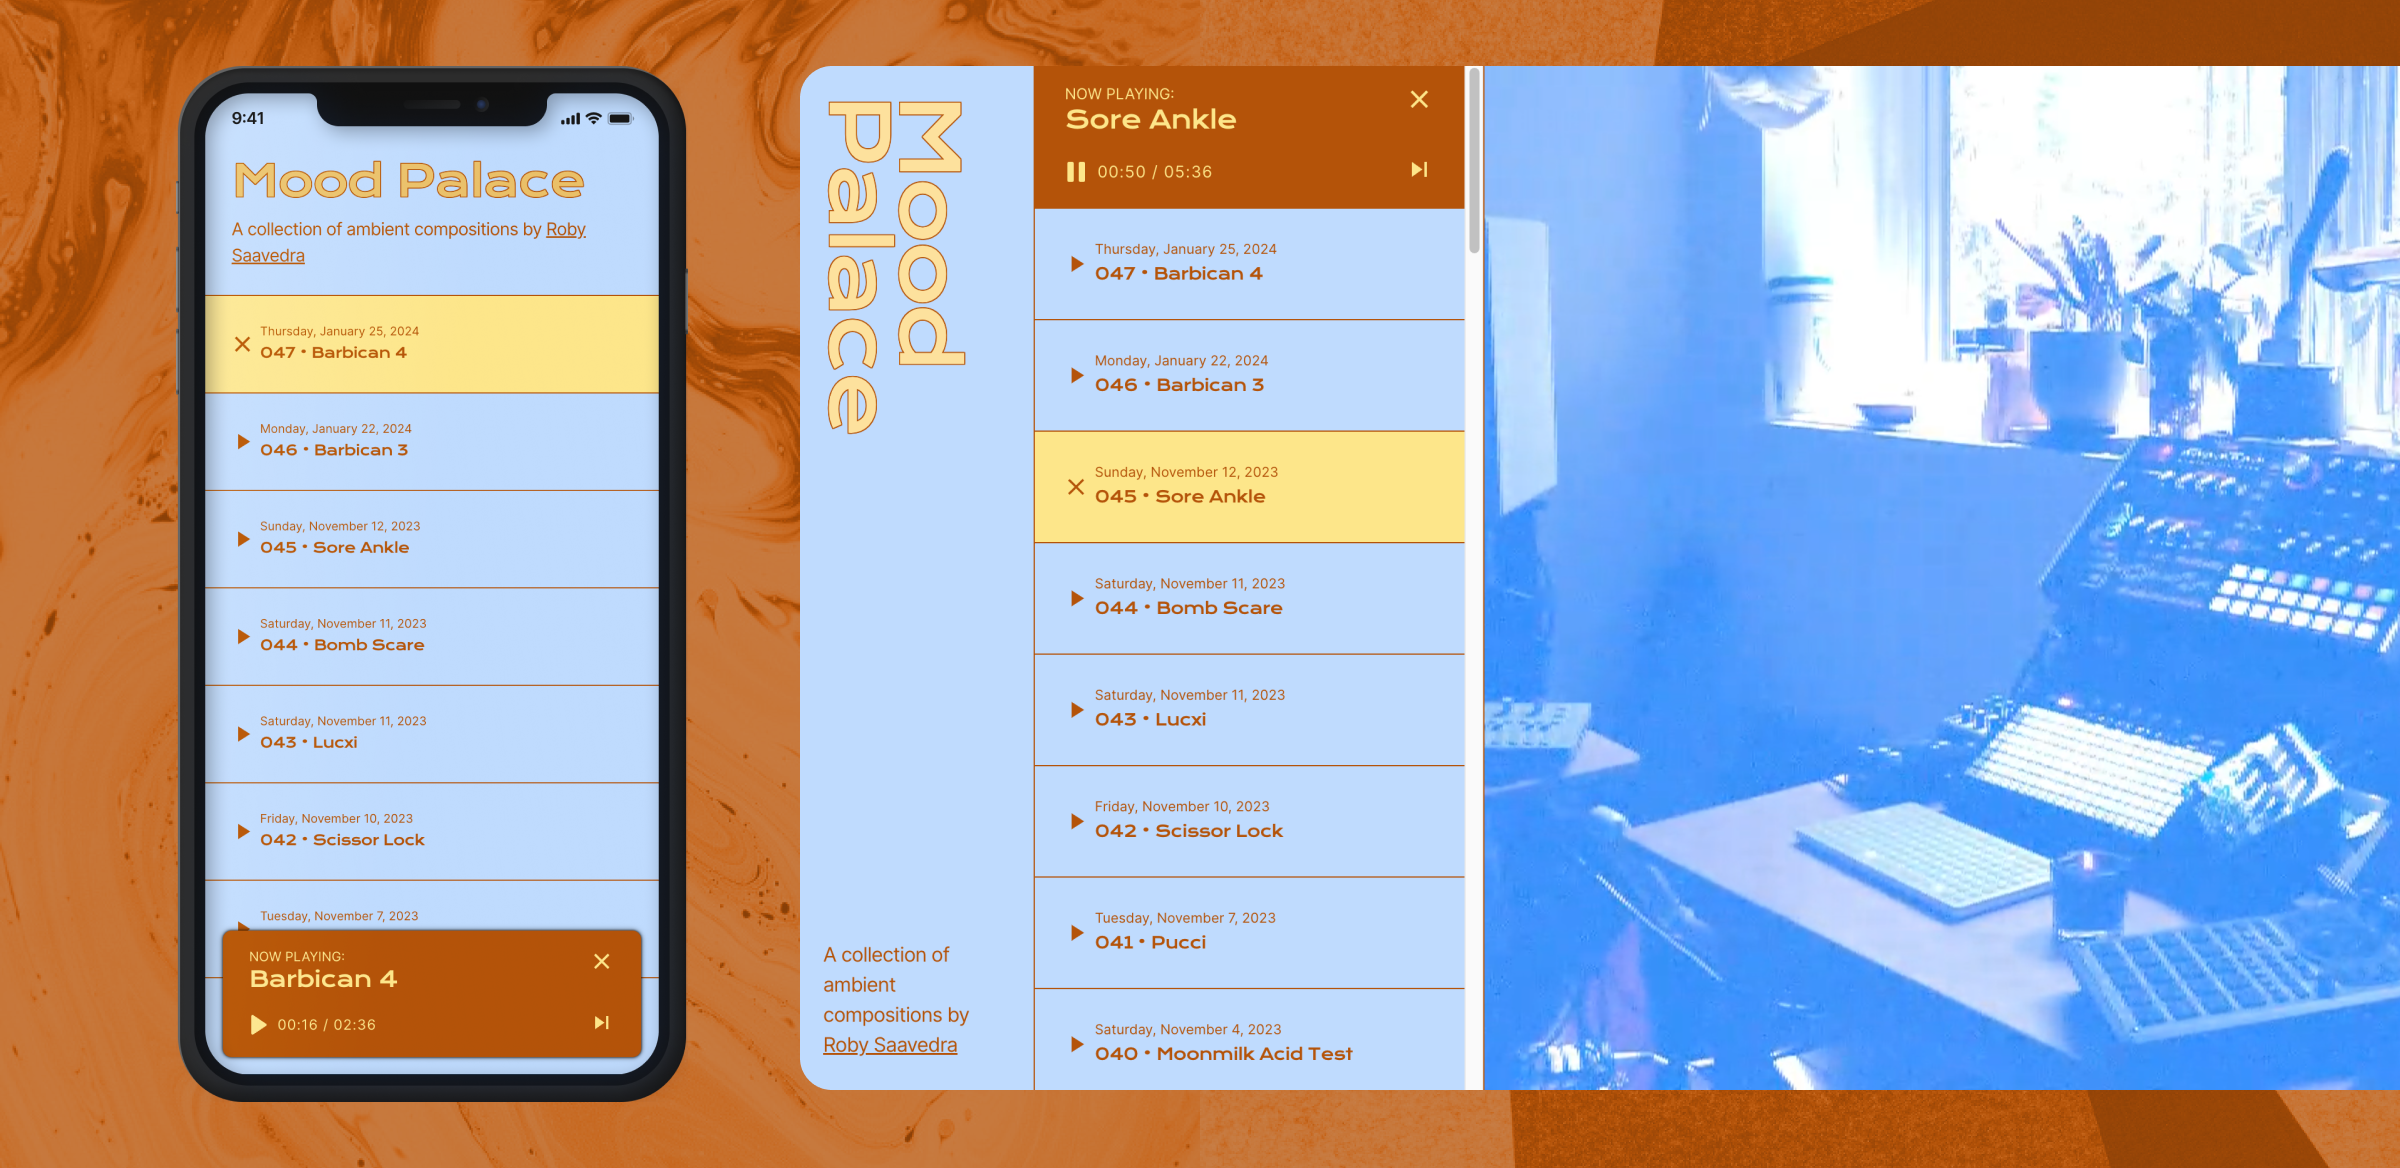 9:41
Mood Palace
A collection of ambient compositions by Roby
Saavedra
Thursday, January 25, 2024
047 • Barbican 4
Monday, January 22, 2024
046 • Barbican 3
Sunday, November 12, 2023
045 • Sore Ankle
Saturday, November 11, 2023
044 • Bomb Scare
Saturday, November 11, 2023
043 • Lucxi
Friday, November 10, 2023
042 • Scissor Lock
Tuesday, November 7, 2023
NOW PLAYING:
Barbican 4
00:16 / 02:36
Mood
Palace
A collection of
ambient
compositions by
Roby Saavedra
NOW PLAYING:
Sore Ankle
00:50 / 05:36
Thursday, January 25, 2024
047 • Barbican 4
Monday, January 22, 2024
046 • Barbican 3
Sunday, November 12, 2023
045 • Sore Ankle
Saturday, November 11, 2023
044 • Bomb Scare
Saturday, November 11, 2023
043 • Lucxi
Friday, November 10, 2023
042 • Scissor Lock
Tuesday, November 7, 2023
041 • Pucci
Saturday, November 4, 2023
040 • Moonmilk Acid Test